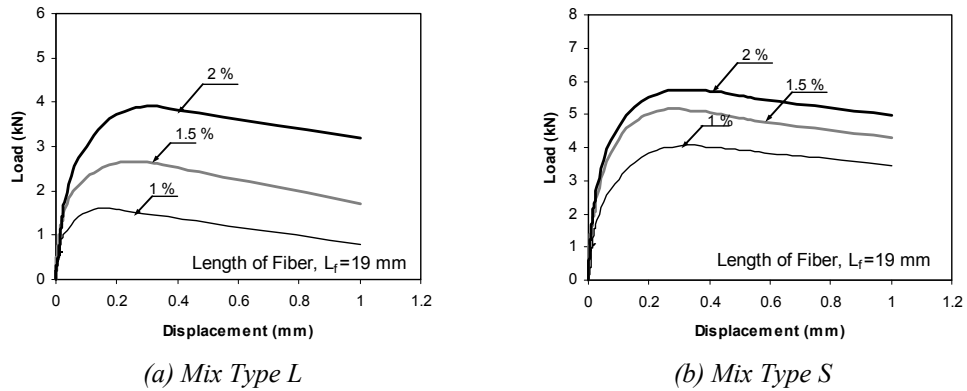 6
5
4
3
2
1
0
Load (kN)
2 %
1.5 %
1 %
Length of Fiber, Lf=19 mm
0 0.2 0.4 0.6 0.8 1 1.2
Displacement (mm)
(a) Mix Type L
8
7
6
5
4
3
2
1
0
Load (kN)
2 %
1.5 %
1 %
Length of Fiber, Lf=19 mm
0 0.2 0.4 0.6 0.8 1 1.2
Displacement (mm)
(b) Mix Type S